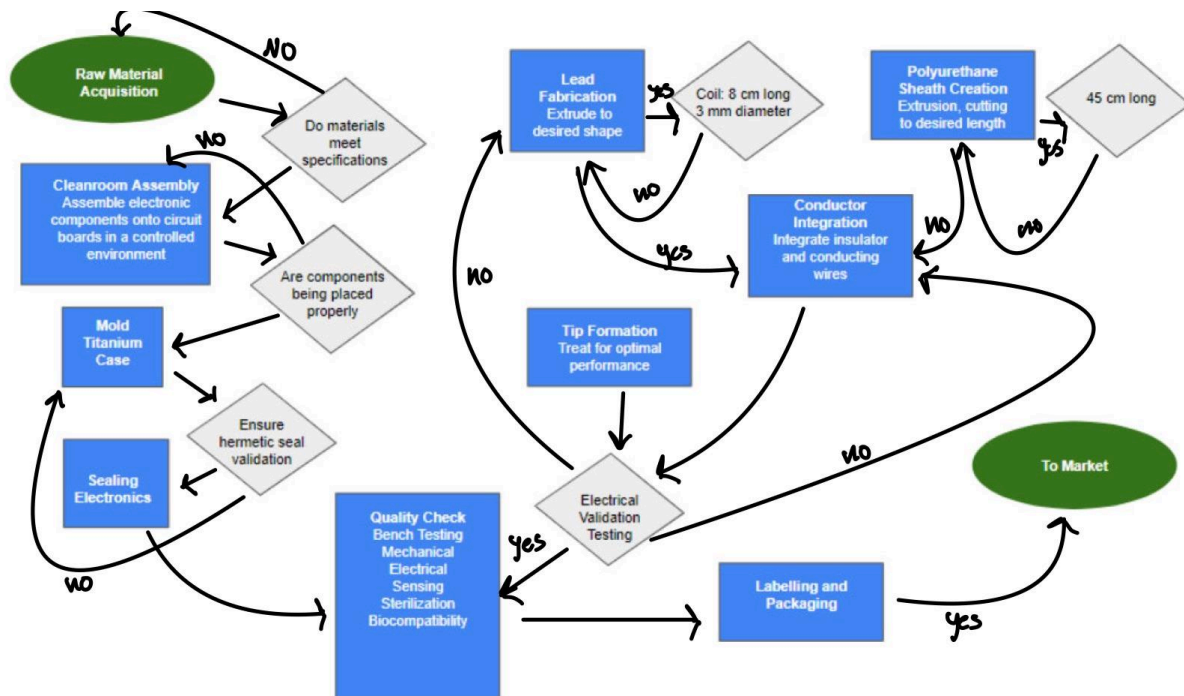 NO
Raw Material
Acquisition
Do materials
meet
specifications
no
Cleanroom Assembly
Assemble electronic
components onto circuit
boards in a controlled
environment
Are components
being placed
properly
Mold
Titanium
Case
Ensure
hermetic seal
validation
Sealing
Electronics
no
Lead
Fabrication
Extrude to
desired shape
yes
Coil: 8 cm long
3 mm diameter
no
yes
no
Polyurethane
Sheath Creation
Extrusion, cutting
to desired length
yes
45 cm long
no
no
Conductor
Integration
Integrate insulator
and conducting
wires
Tip Formation
Treat for optimal
performance
Electrical
Validation
Testing
no
yes
Quality Check
Bench Testing
Mechanical
Electrical
Sensing
Sterilization
Biocompatibility
Labelling and
Packaging
yes
To Market